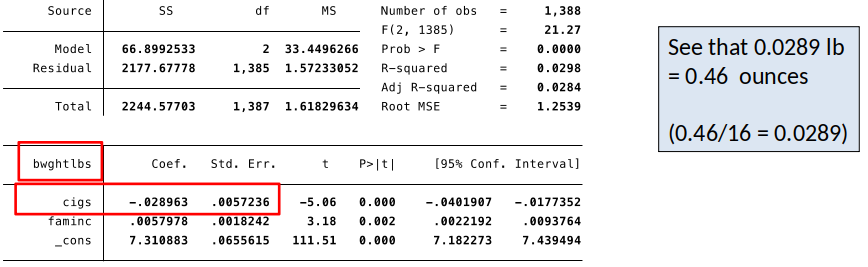 Source SS df MS Number of obs = 1,388
F(2, 1385) = 21.27
Model 66.8992533 2 33.4496266 Prob > F = 0.0000
Residual 2177.67778 1,385 1.57233052 R-squared = 0.0298
Adj R-squared = 0.0284
Total 2244.57703 1,387 1.61829634 Root MSE = 1.2539
bwghtlbs Coef. Std. Err. t P>|t| [95% Conf. Interval]
cigs -.028963 .0057236 -5.06 0.000 -.0401907 -.0177352
faminc .0057978 .0018242 3.18 0.002 .0022192 .0093764
_cons 7.310883 .0655615 111.51 0.000 7.182273 7.439494
See that 0.0289 lb
= 0.46 ounces
(0.46/16 = 0.0289)